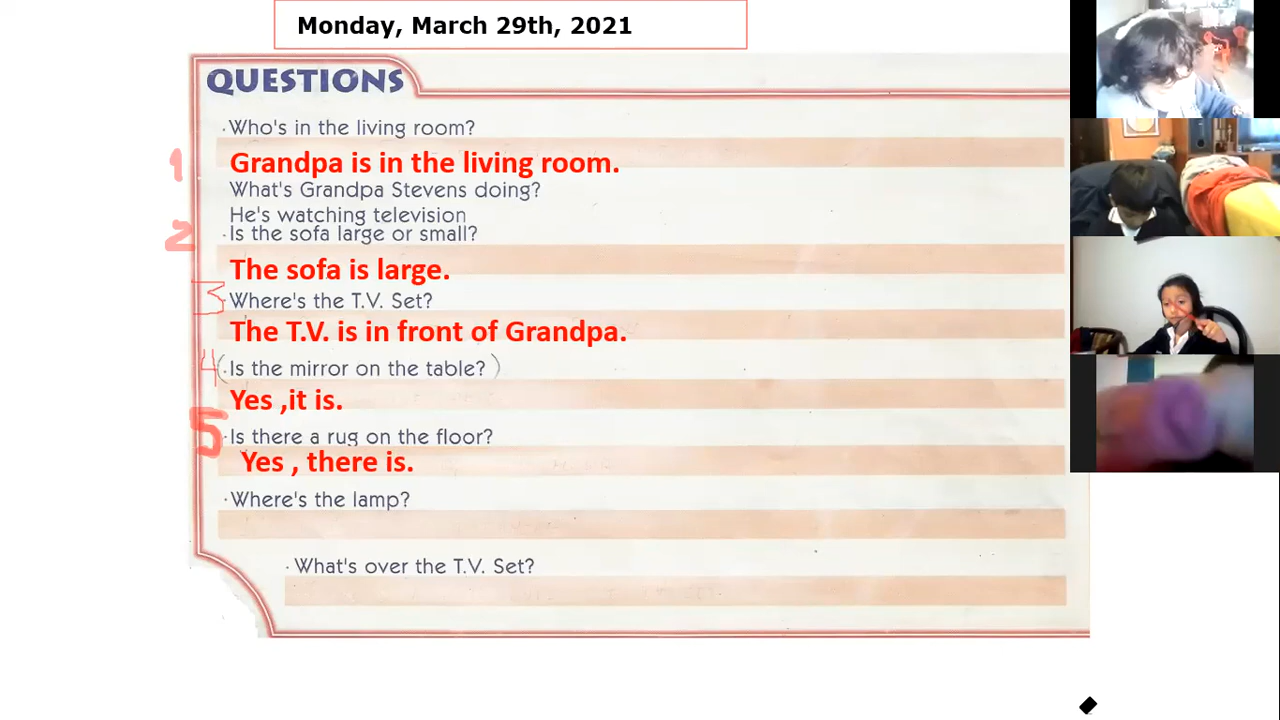 Monday, March 29th, 2021
QUESTIONS
· Who's in the living room?
1 Grandpa is in the living room.
What's Grandpa Stevens doing?
He's watching television
2 · Is the sofa large or small?
The sofa is large.
3 · Where's the T.V. Set?
The T.V. is in front of Grandpa.
4 ( · Is the mirror on the table? )
Yes ,it is.
5 · Is there a rug on the floor?
Yes , there is.
· Where's the lamp?
· What's over the T.V. Set?